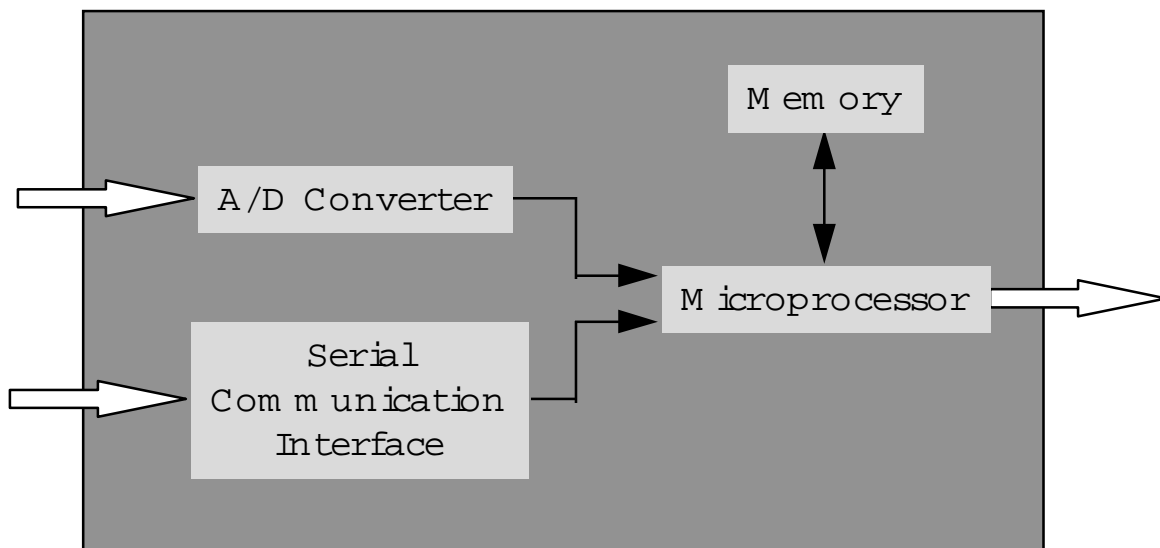 Memory
A/D Converter
Microprocessor
Serial
Communication
Interface